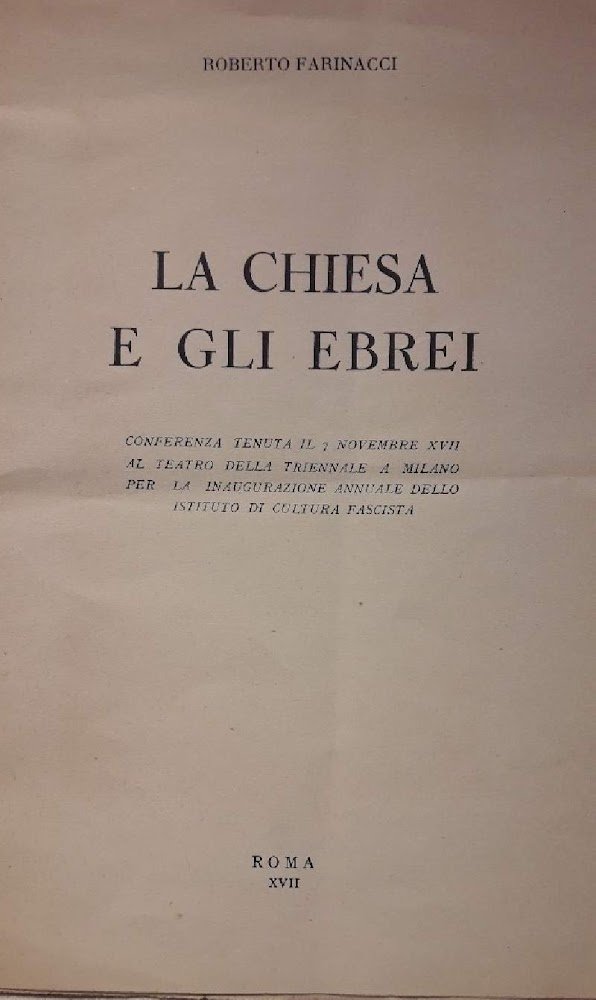 ROBERTO FARINACCI
LA CHIESA
E GLI EBREI
CONFERENZA TENUTA IL 7 NOVEMBRE XVII
AL TEATRO DELLA TRIENNALE A MILANO
PER LA INAUGURAZIONE ANNUALE DELLO
ISTITUTO DI CULTURA FASCISTA
ROMA
XVII